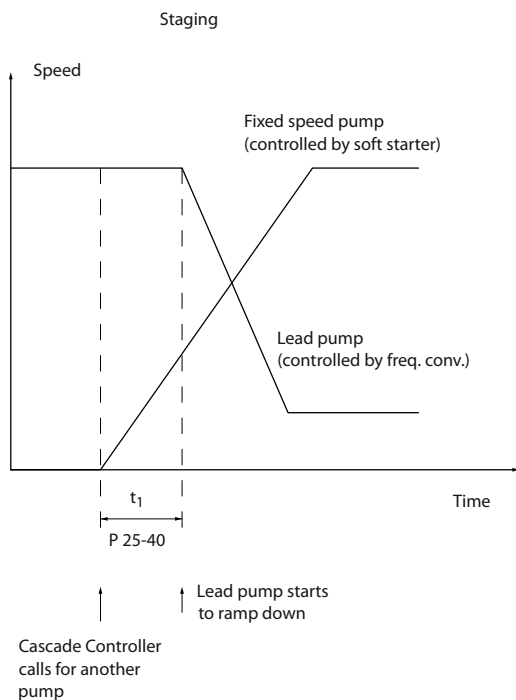 Staging
Speed
Fixed speed pump
(controlled by soft starter)
Lead pump
(controlled by freq. conv.)
t1
Time
P 25-40
Lead pump starts
to ramp down
Cascade Controller
calls for another
pump